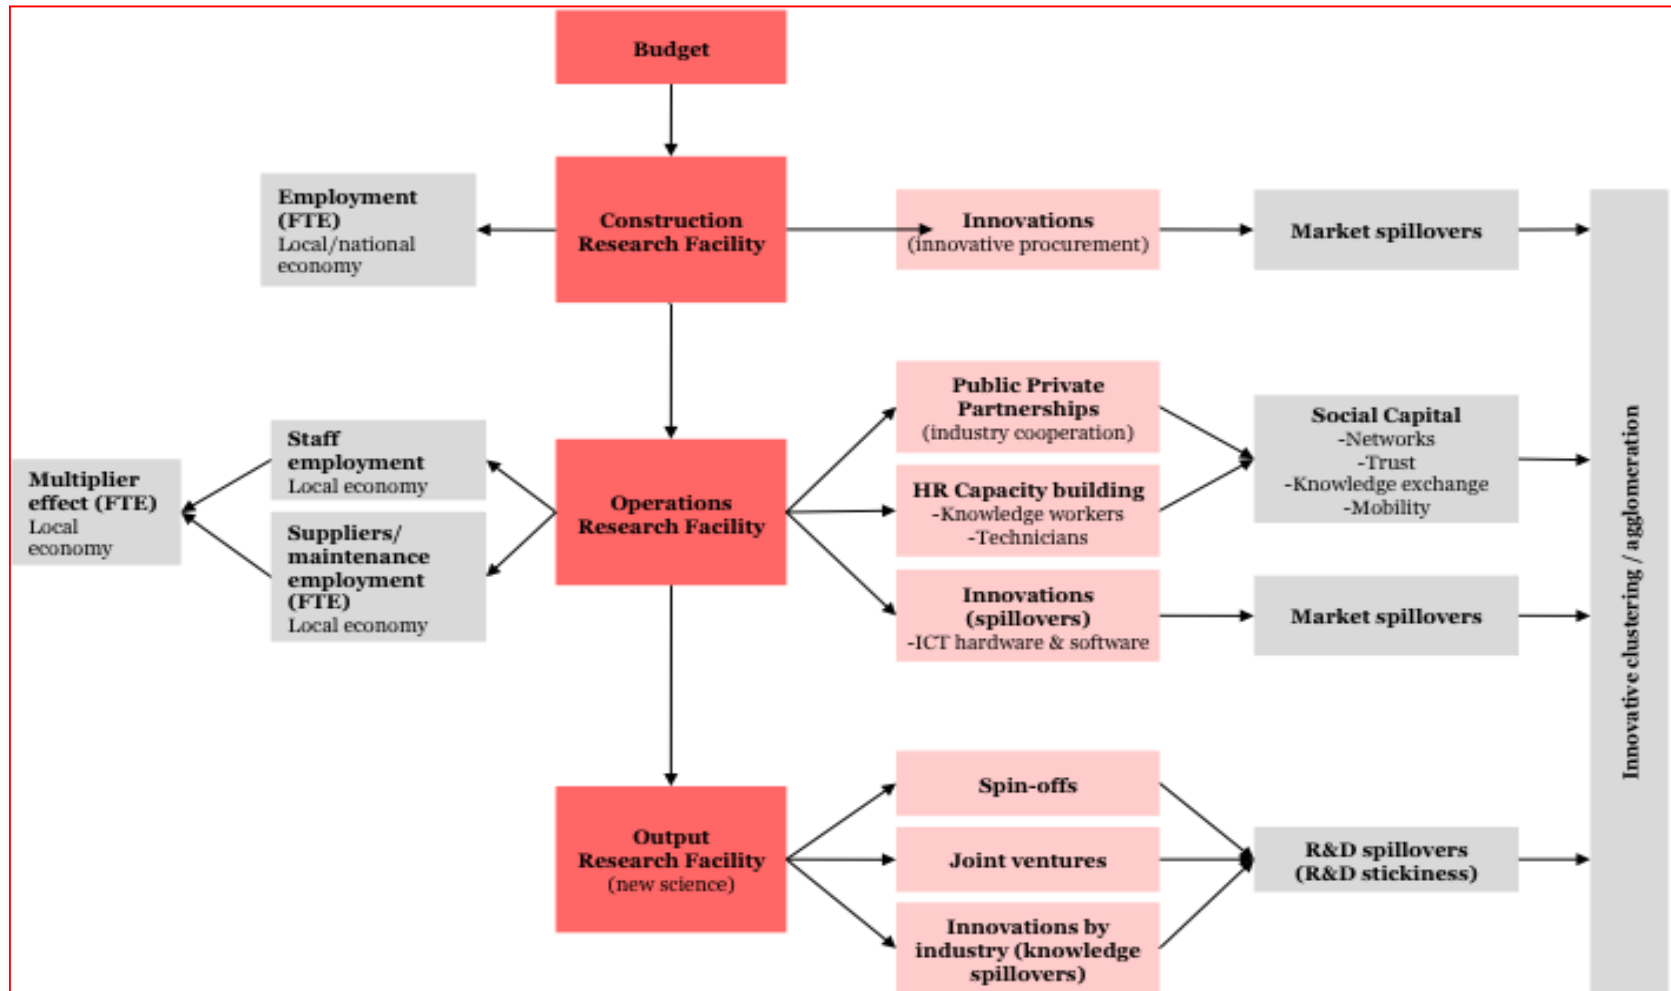 Budget
Employment
(FTE)
Local/national
economy
Construction
Research Facility
Innovations
(innovative procurement)
Market spillovers
Multiplier
effect (FTE)
Local
economy
Staff
employment
Local economy
Suppliers/
maintenance
employment
(FTE)
Local economy
Operations
Research Facility
Public Private
Partnerships
(industry cooperation)
HR Capacity building
-Knowledge workers
-Technicians
Innovations
(spillovers)
-ICT hardware & software
Social Capital
-Networks
-Trust
-Knowledge exchange
-Mobility
Market spillovers
Output
Research Facility
(new science)
Spin-offs
Joint ventures
Innovations by
industry (knowledge
spillovers)
R&D spillovers
(R&D stickiness)
Innovative clustering / agglomeration